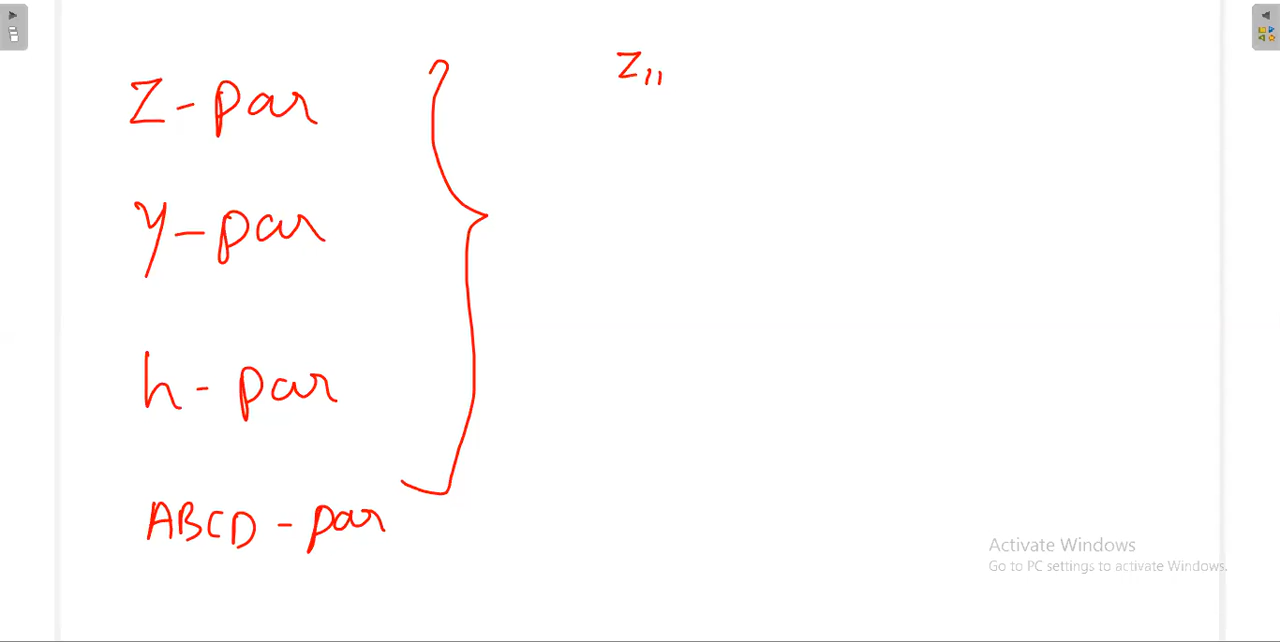 Z-par
Z11
Y-par
h-par
ABCD-par
Activate Windows
Go to PC settings to activate Windows.